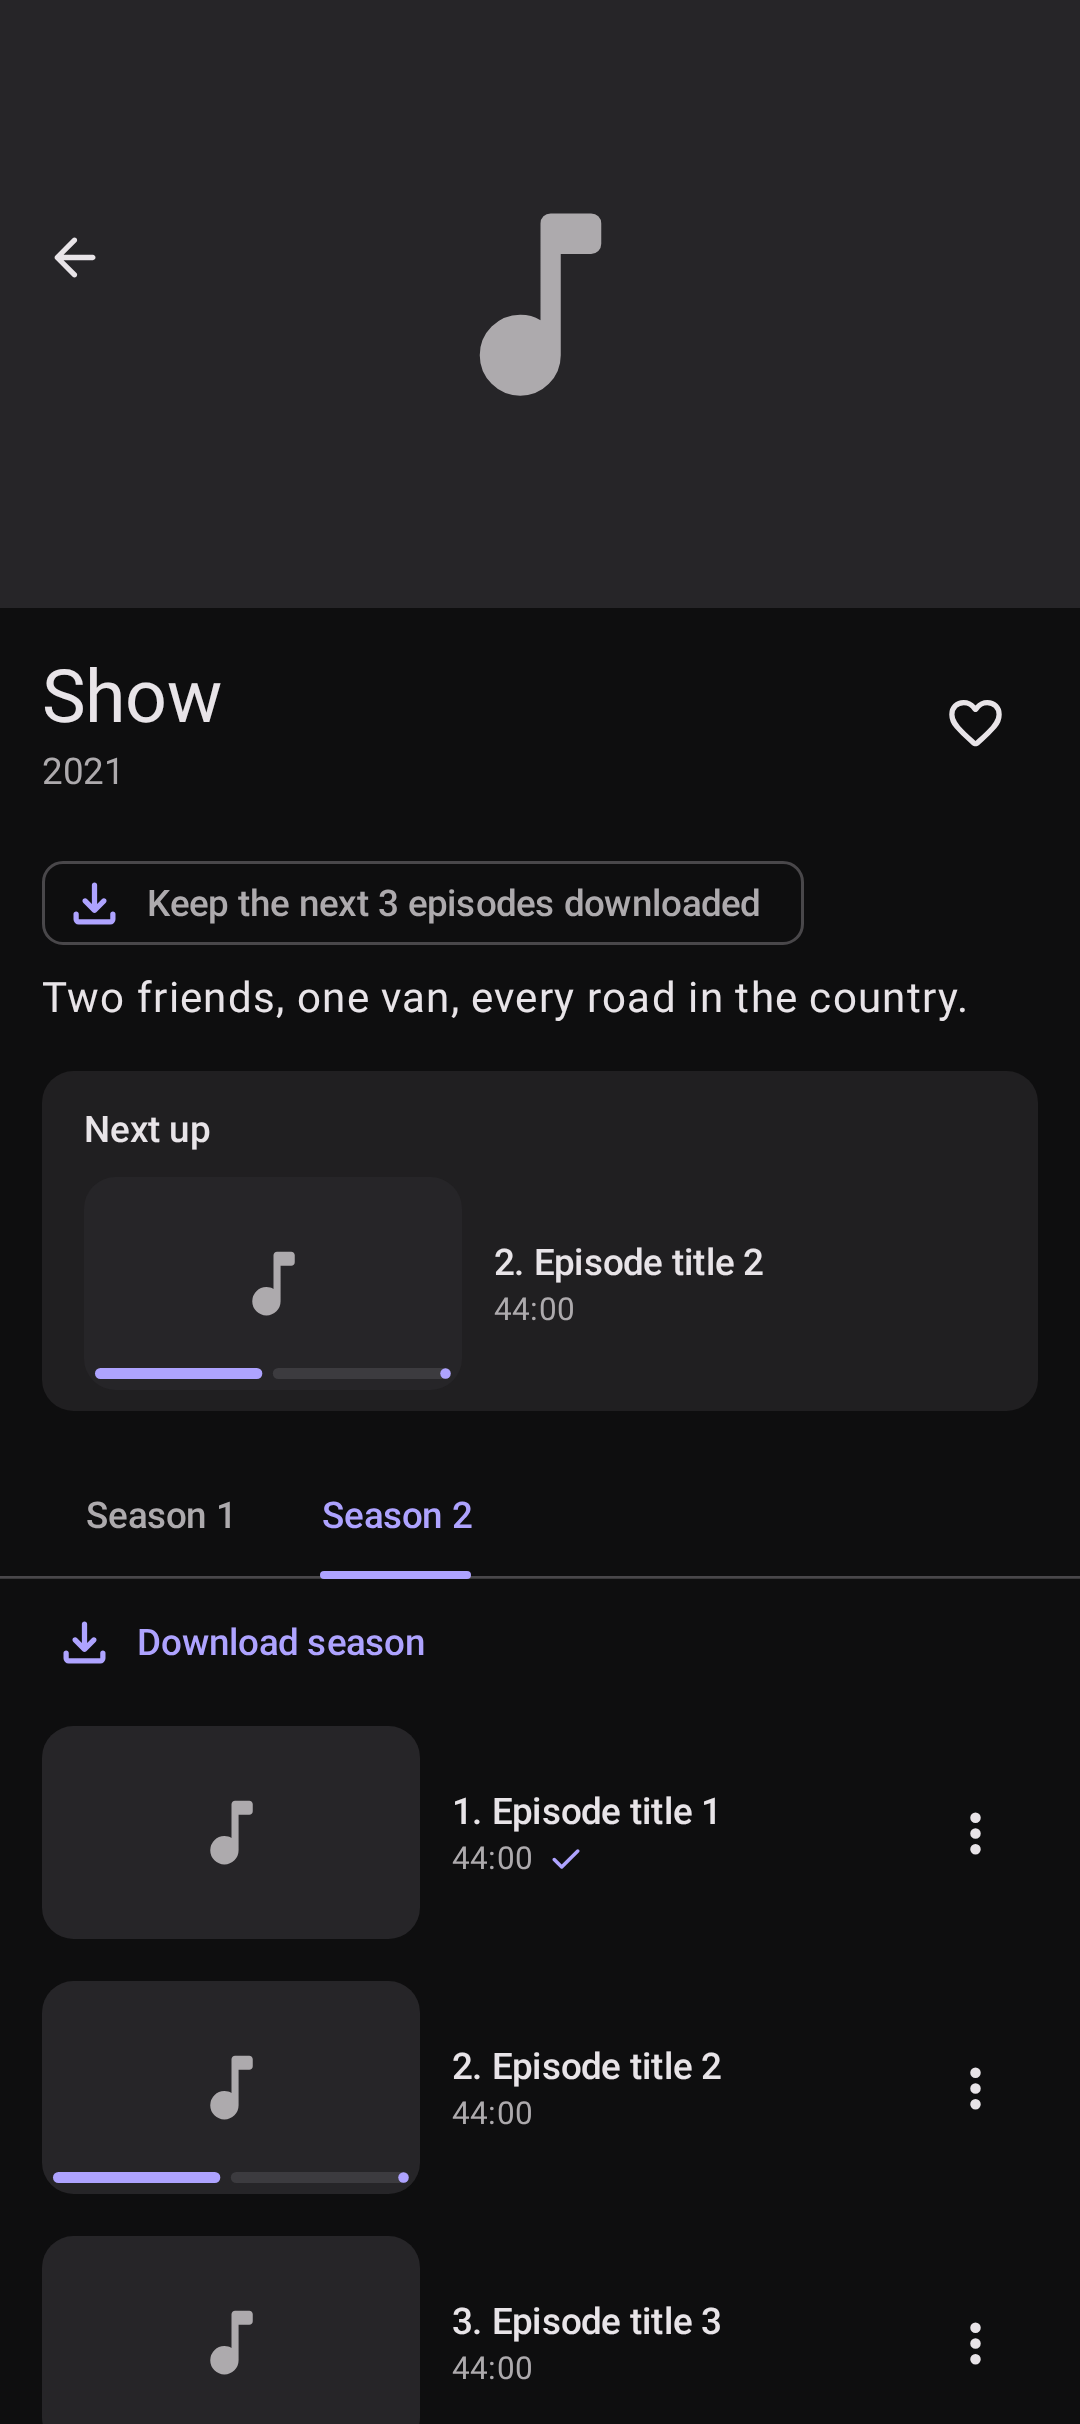 Show
2021
Keep the next 3 episodes downloaded
Two friends, one van, every road in the country.
Next up
2. Episode title 2
44:00
Season 1
Season 2
Download season
1. Episode title 1
44:00
2. Episode title 2
44:00
3. Episode title 3
44:00